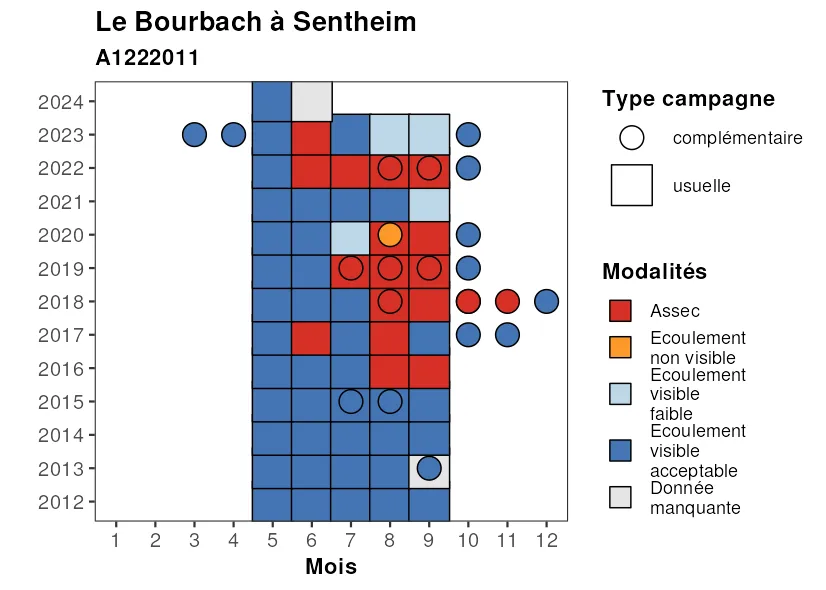 Le Bourbach à Sentheim
A1222011
2024
2023
2022
2021
2020
2019
2018
2017
2016
2015
2014
2013
2012
1 2 3 4 5 6 7 8 9 10 11 12
Mois
Type campagne
complémentaire
usuelle
Modalités
Assec
Ecoulement
non visible
Ecoulement
visible
faible
Ecoulement
visible
acceptable
Donnée
manquante